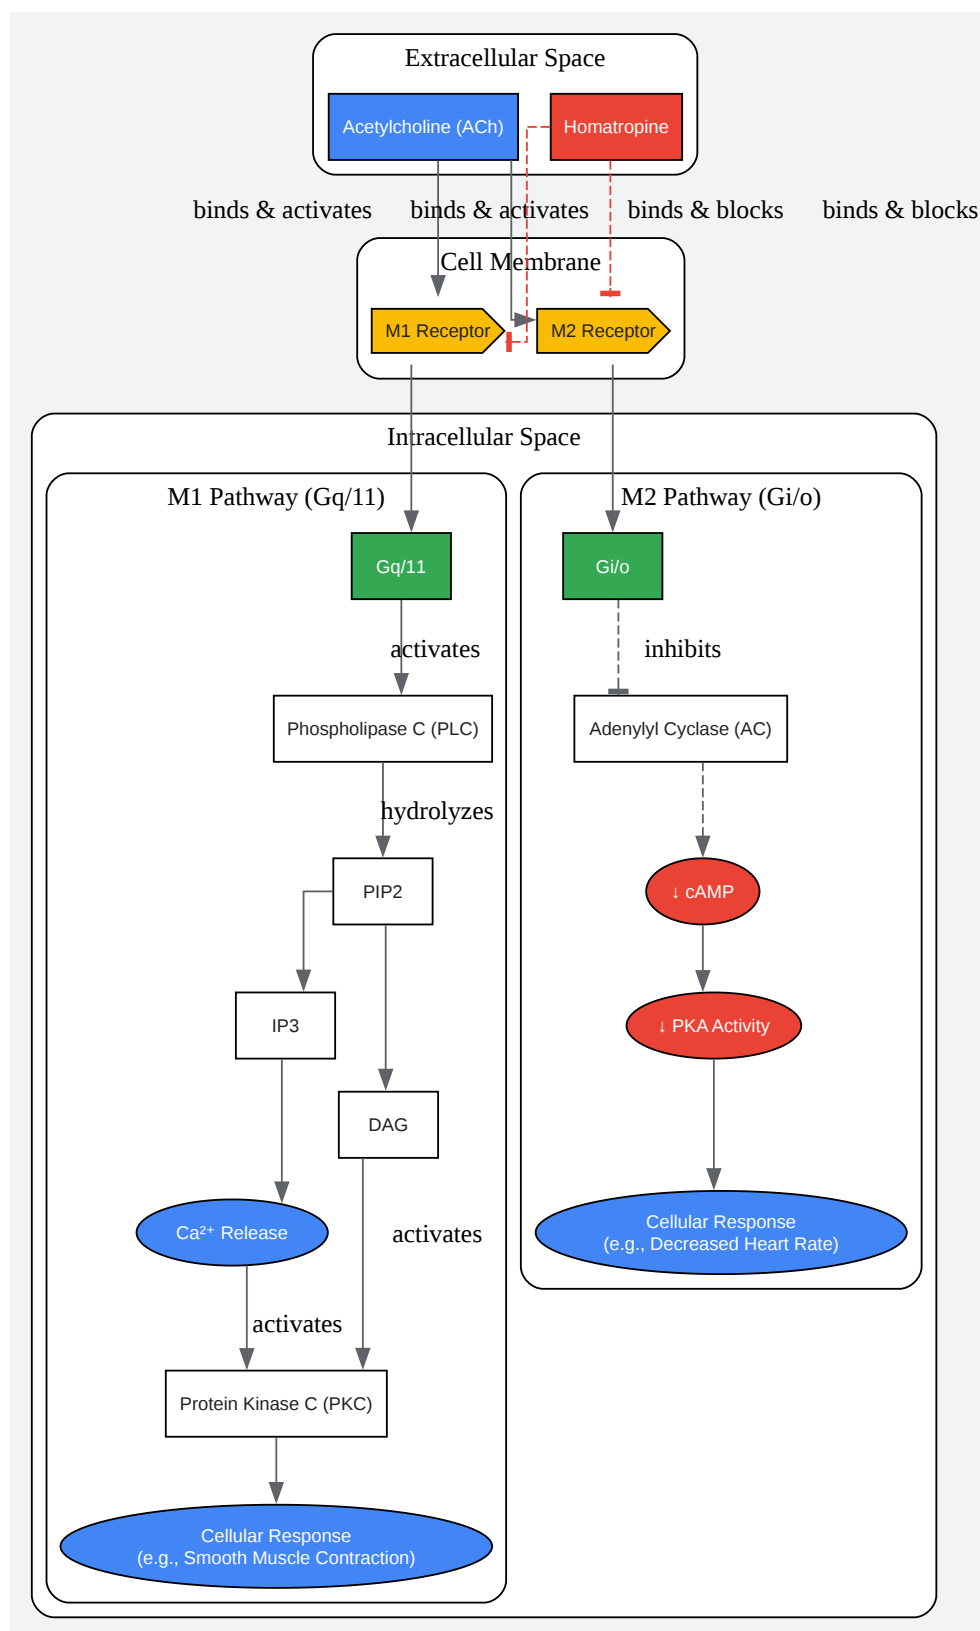 Extracellular Space
Acetylcholine (ACh)
Homatropine
binds & activates
binds & activates
binds & blocks
binds & blocks
Cell Membrane
M1 Receptor
M2 Receptor
Intracellular Space
M1 Pathway (Gq/11)
Gq/11
activates
Phospholipase C (PLC)
hydrolyzes
PIP2
IP3
DAG
Ca²⁺ Release
activates
activates
Protein Kinase C (PKC)
Cellular Response
(e.g., Smooth Muscle Contraction)
M2 Pathway (Gi/o)
Gi/o
inhibits
Adenylyl Cyclase (AC)
↓ cAMP
↓ PKA Activity
Cellular Response
(e.g., Decreased Heart Rate)